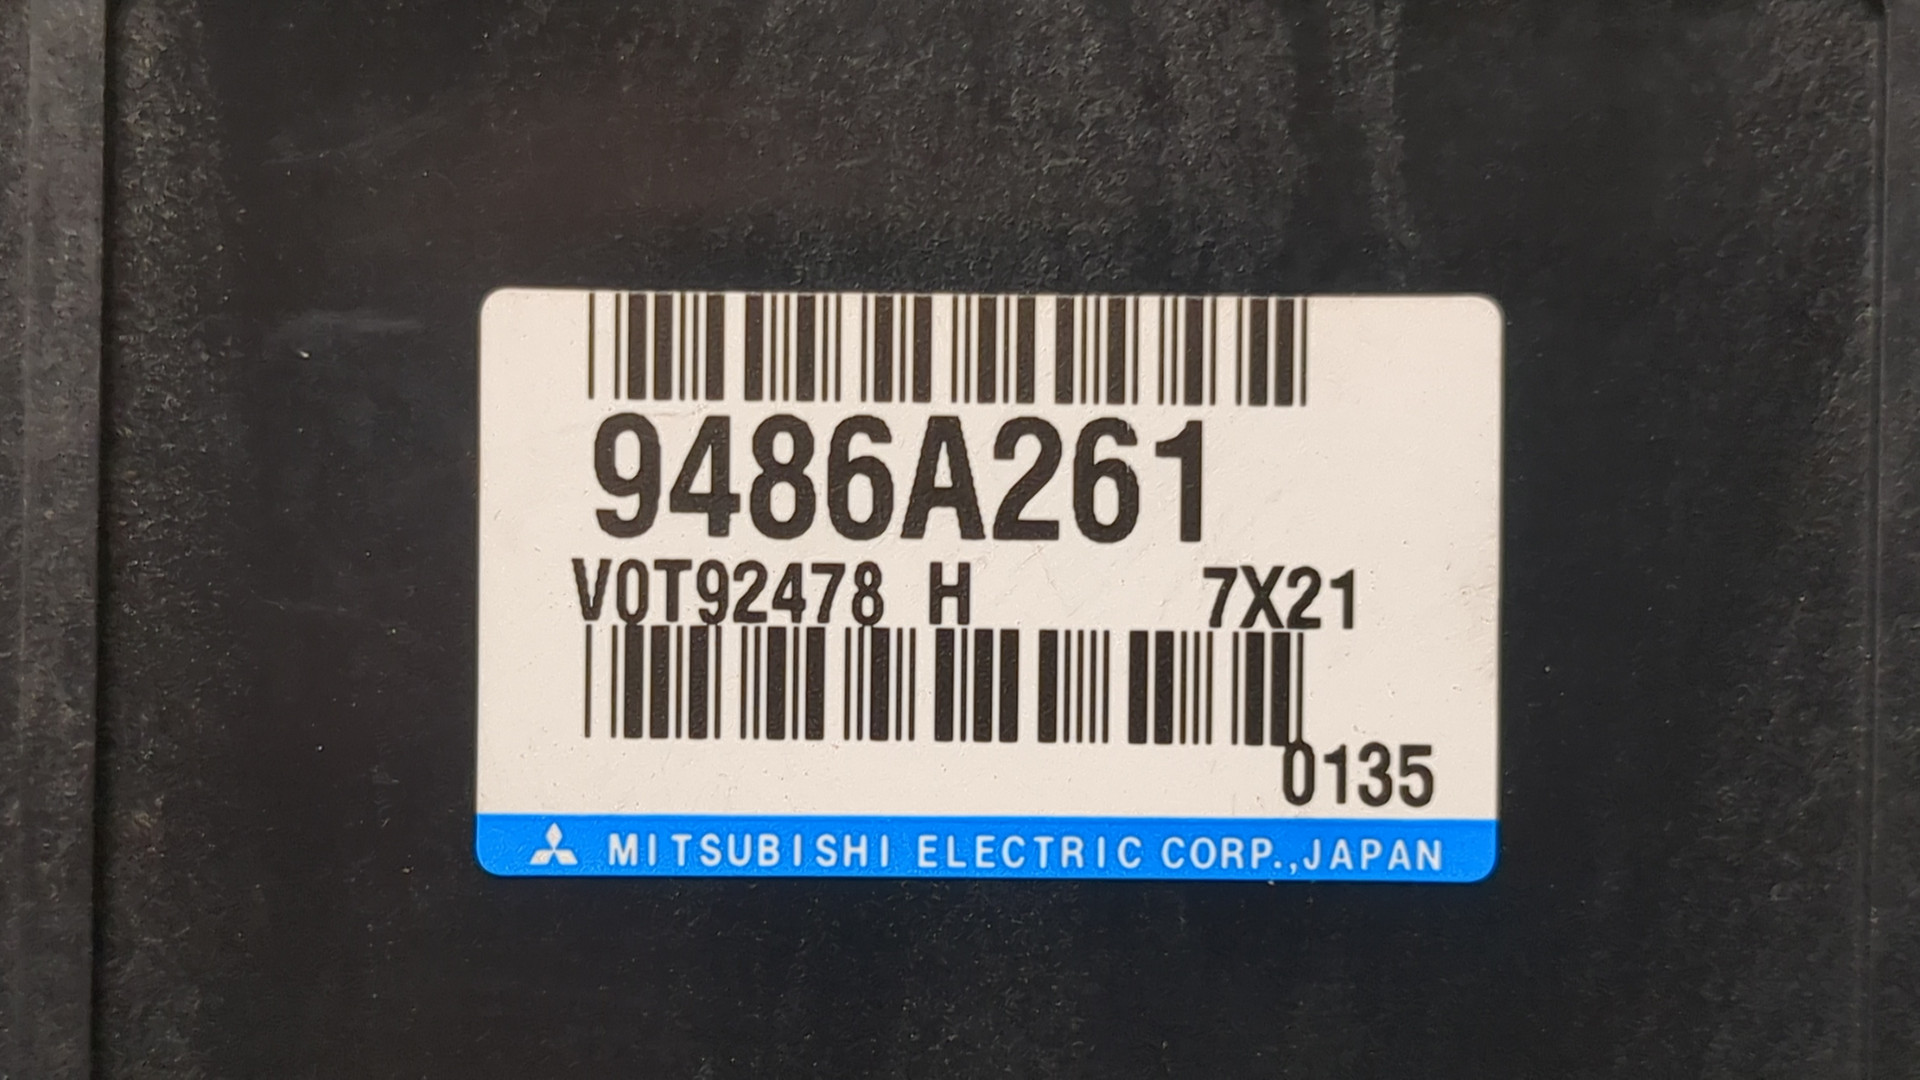 9486A261
V0T92478 H 7X21
0135
MITSUBISHI ELECTRIC CORP.,JAPAN